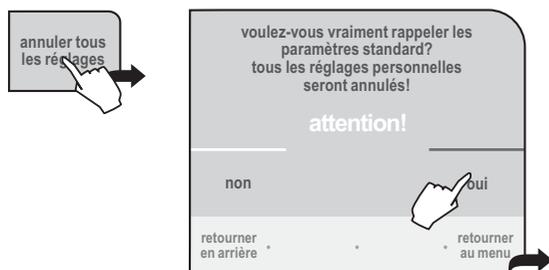 annuler tous
les réglages
voulez-vous vraiment rappeler les
paramètres standard?
tous les réglages personnelles
seront annulés!
attention!
non
oui
retourner
en arrière
retourner
au menu